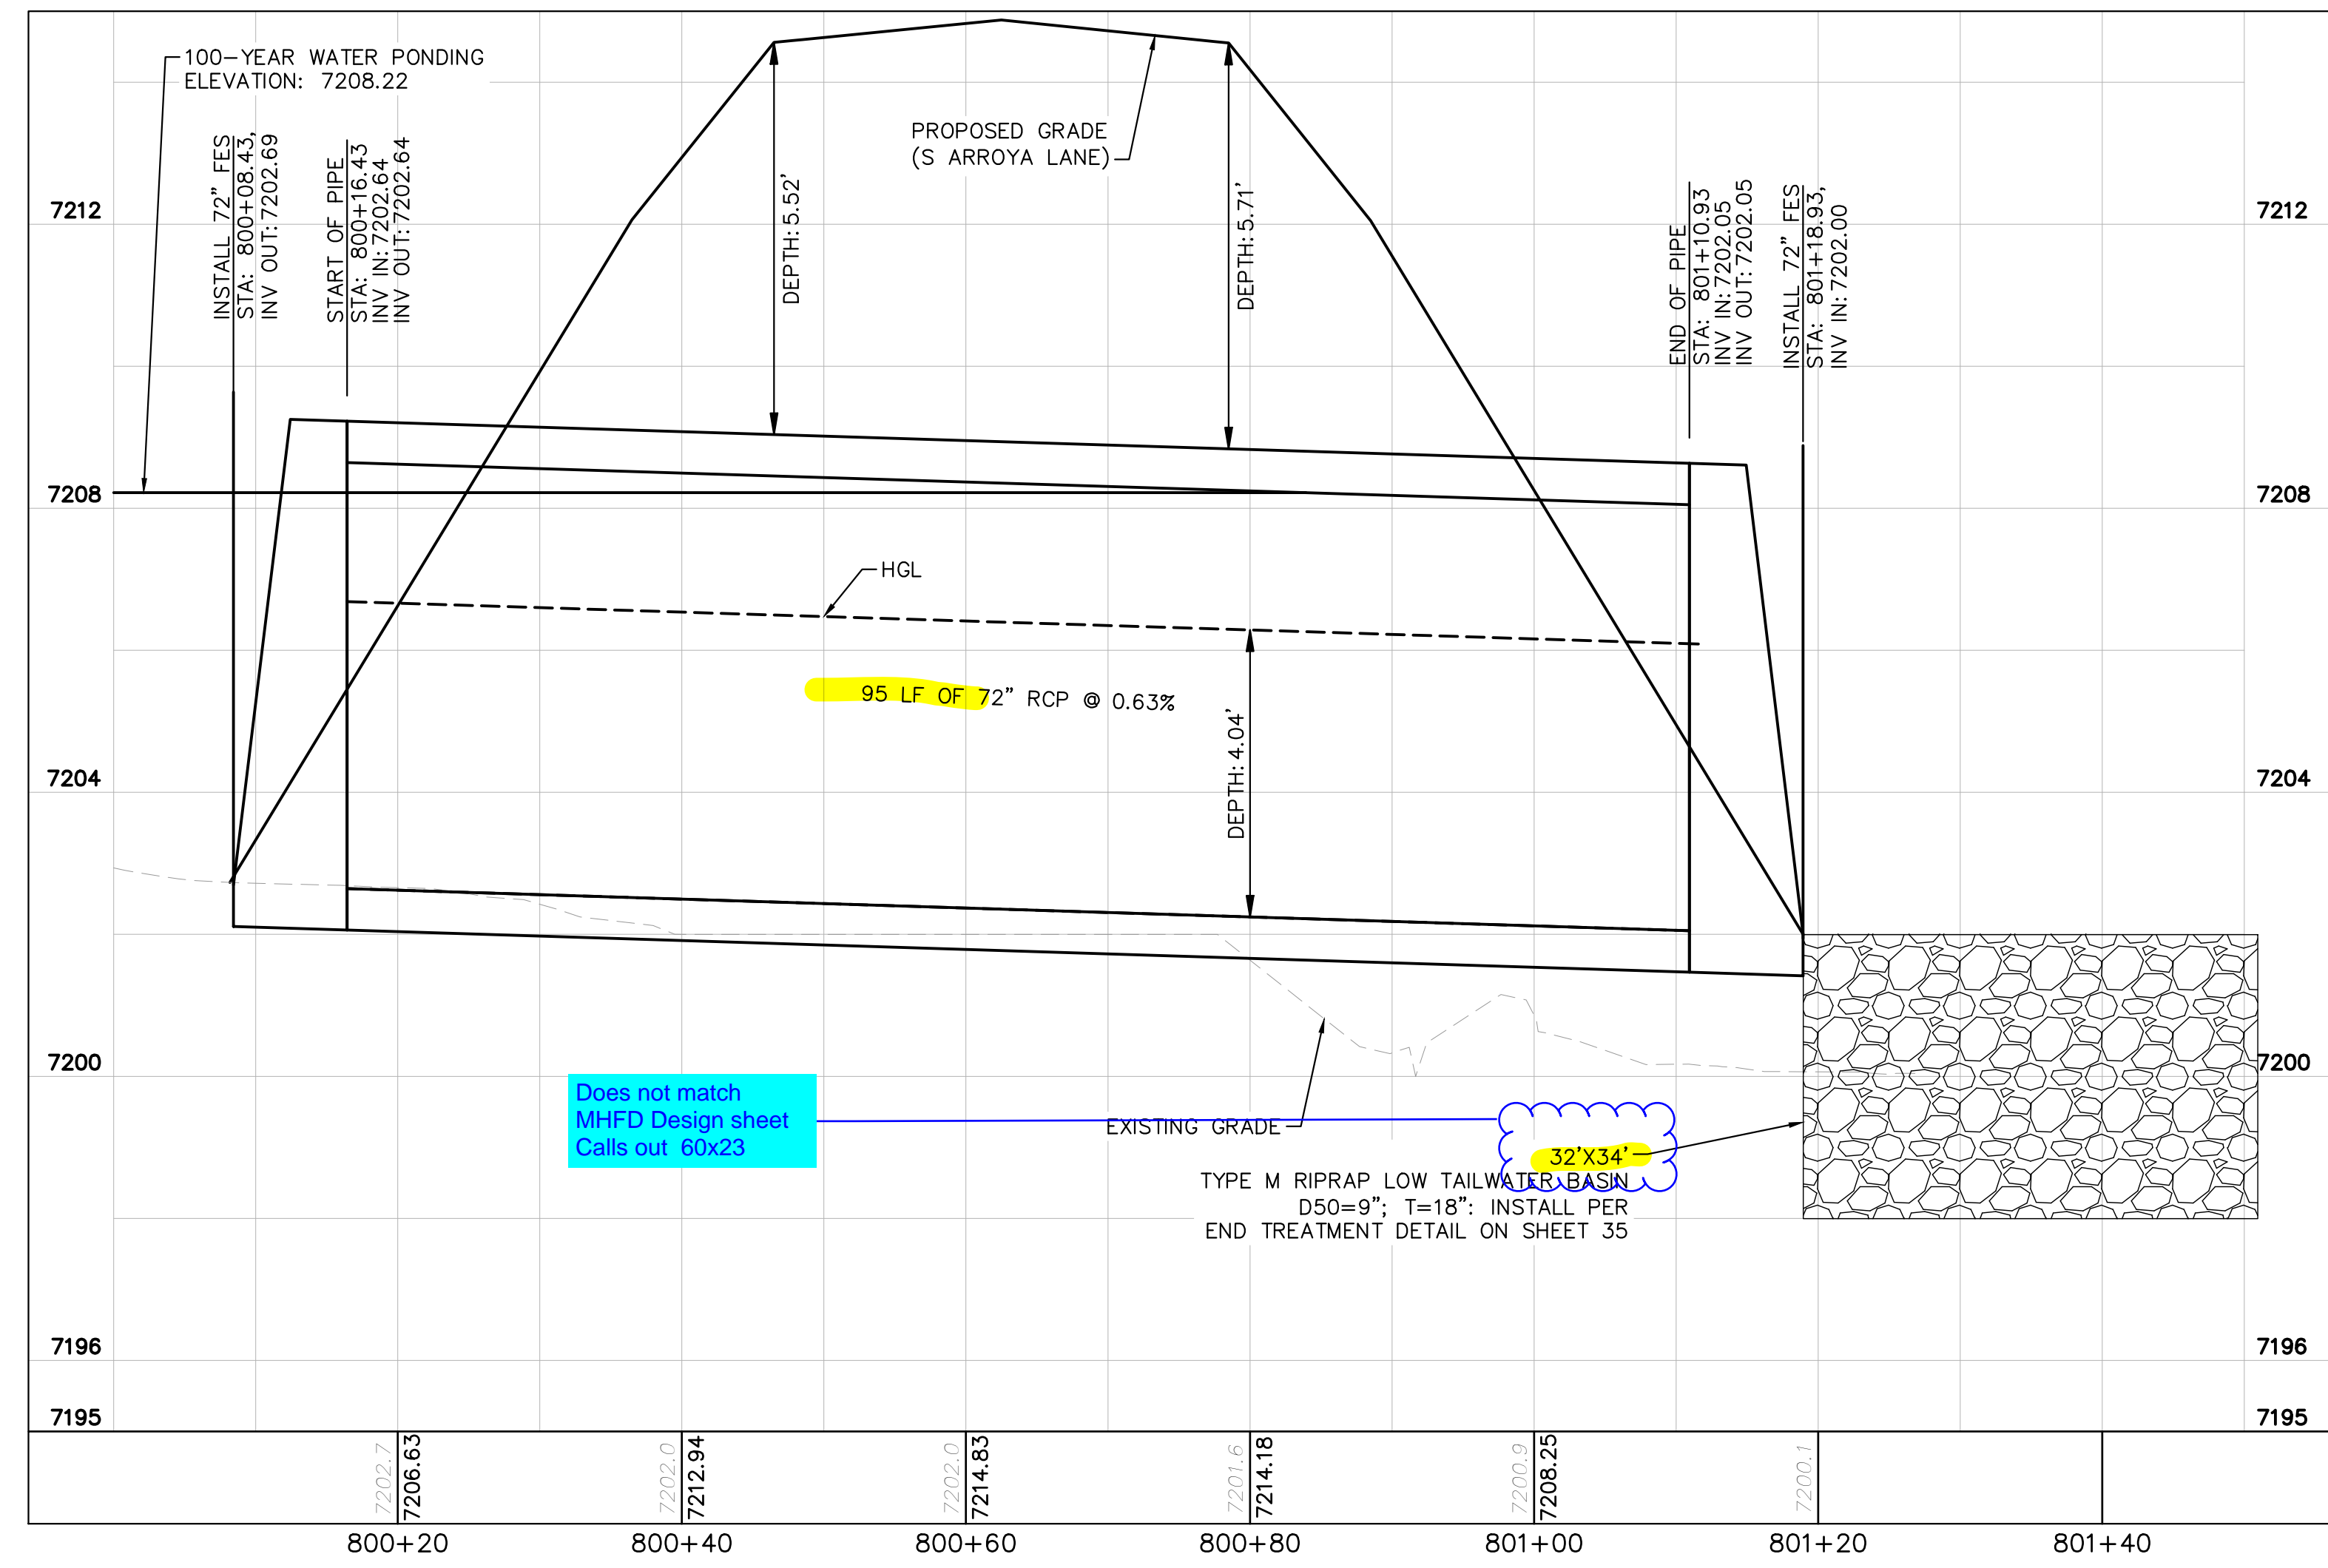 100-YEAR WATER PONDING
ELEVATION: 7208.22
INSTALL 72" FES
STA: 800+08.43,
INV OUT:7202.69
START OF PIPE
STA: 800+16.43
INV IN:7202.64
INV OUT:7202.64
DEPTH:5.52'
PROPOSED GRADE
(S ARROYA LANE)
DEPTH:5.71'
END OF PIPE
STA: 801+10.93
INV IN:7202.05
INV OUT:7202.05
INSTALL 72" FES
STA: 801+18.93,
INV IN:7202.00
7212
7212
7208
7208
HGL
95 LF OF 72" RCP @ 0.63%
DEPTH:4.04'
7204
7204
7200
7200
Does not match
MHFD Design sheet
Calls out 60x23
EXISTING GRADE
32'X34'
TYPE M RIPRAP LOW TAILWATER BASIN
D50=9"; T=18": INSTALL PER
END TREATMENT DETAIL ON SHEET 35
7196
7196
7195
7195
7202.7
7206.63
7202.0
7212.94
7202.0
7214.83
7201.6
7214.18
7200.9
7208.25
7200.1
800+20
800+40
800+60
800+80
801+00
801+20
801+40